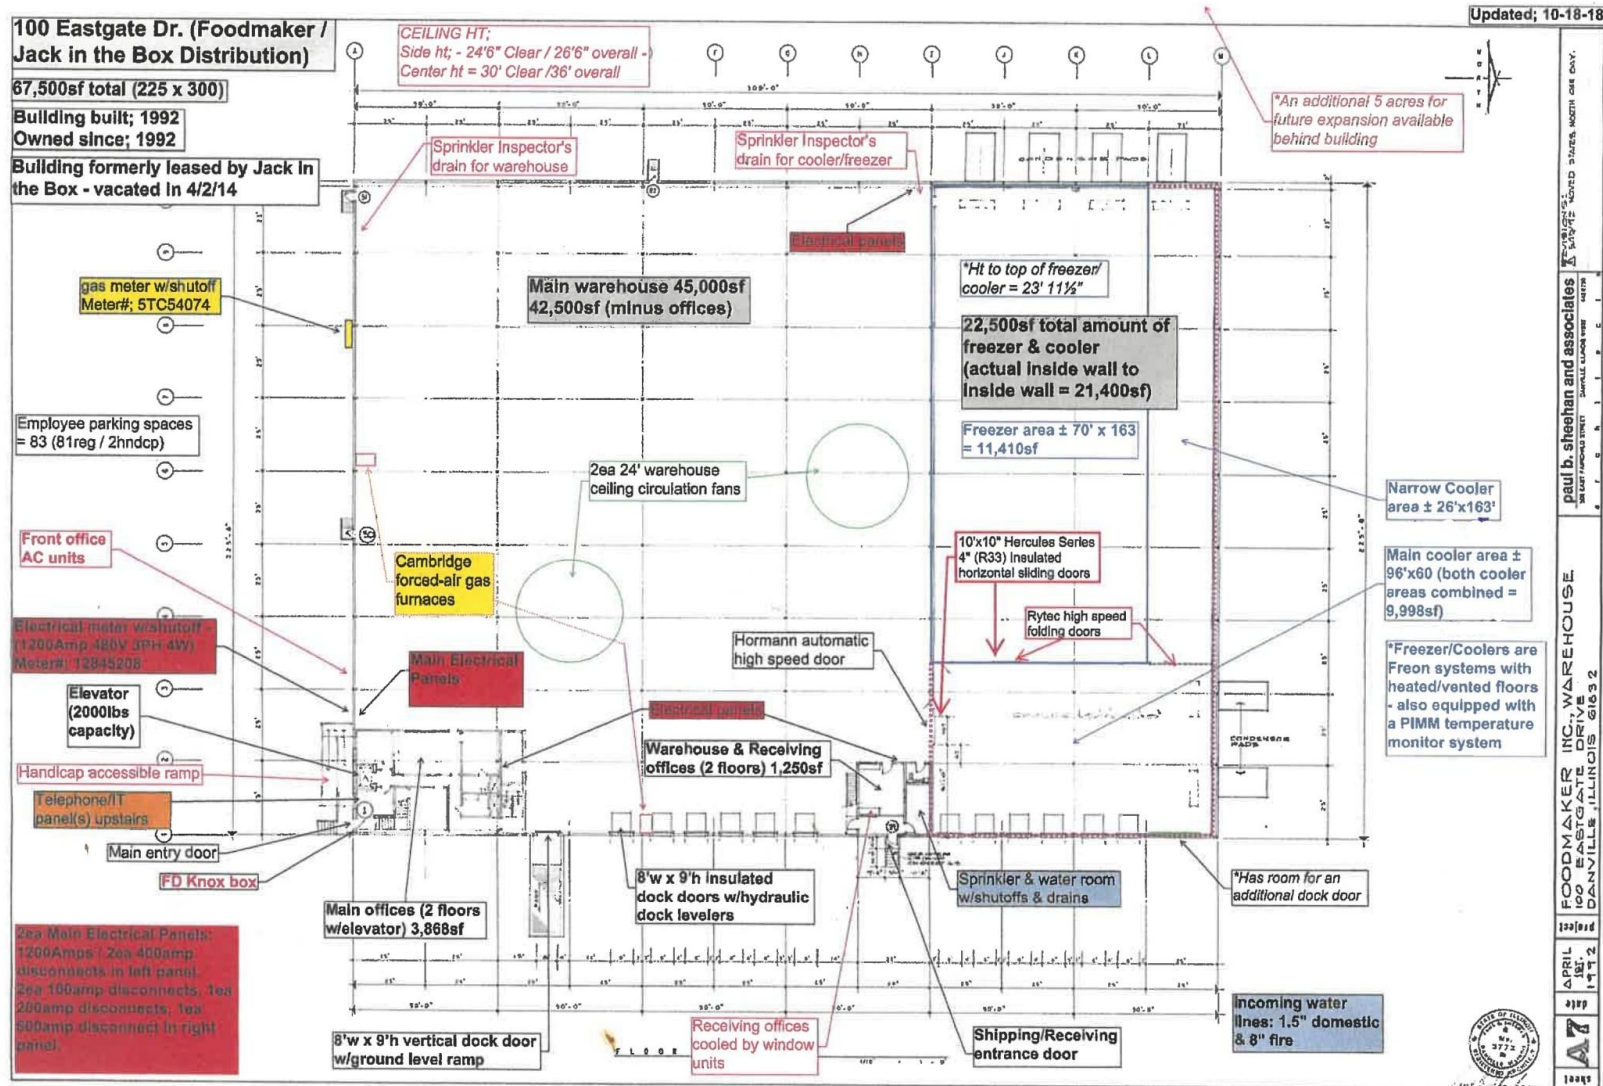 Updated; 10-18-18
100 Eastgate Dr. (Foodmaker /
Jack in the Box Distribution)
67,500sf total (225 x 300)
Building built; 1992
Owned since; 1992
Building formerly leased by Jack in
the Box - vacated in 4/2/14
CEILING HT;
Side ht; - 24'6" Clear / 26'6" overall -
Center ht = 30' Clear /36' overall
*An additional 5 acres for
future expansion available
behind building
Sprinkler Inspector's
drain for warehouse
Sprinkler Inspector's
drain for cooler/freezer
Electrical panels
gas meter w/shutoff
Meter#; 5TC54074
Main warehouse 45,000sf
42,500sf (minus offices)
*Ht to top of freezer/
cooler = 23' 11½"
22,500sf total amount of
freezer & cooler
(actual inside wall to
inside wall = 21,400sf)
Freezer area ± 70' x 163
= 11,410sf
Employee parking spaces
= 83 (81reg / 2hndcp)
2ea 24' warehouse
ceiling circulation fans
Narrow Cooler
area ± 26'x163'
Front office
AC units
Cambridge
forced-air gas
furnaces
10'x10" Hercules Series
4" (R33) Insulated
horizontal sliding doors
Main cooler area ±
96'x60 (both cooler
areas combined =
9,998sf)
Rytec high speed
folding doors
Hormann automatic
high speed door
Electrical meter w/shutoff -
(1200Amp 480V 3PH 4W)
Meter#; 12845208
Main Electrical
Panels
*Freezer/Coolers are
Freon systems with
heated/vented floors
- also equipped with
a PIMM temperature
monitor system
Elevator
(2000lbs
capacity)
Electrical panels
Warehouse & Receiving
offices (2 floors) 1,250sf
CONDENSOR
PADS
Handicap accessible ramp
Telephone/IT
panel(s) upstairs
Main entry door
FD Knox box
8'w x 9'h insulated
dock doors w/hydraulic
dock levelers
Sprinkler & water room
w/shutoffs & drains
*Has room for an
additional dock door
Main offices (2 floors
w/elevator) 3,868sf
2ea Main Electrical Panels:
1200Amps / 2ea 400amp
disconnects in left panel.
2ea 100amp disconnects, 1ea
200amp disconnects; 1ea
600amp disconnect in right
panel.
8'w x 9'h vertical dock door
w/ground level ramp
FLOOR
Receiving offices
cooled by window
units
Shipping/Receiving
entrance door
Incoming water
lines: 1.5" domestic
& 8" fire
225'-0"
225'-0"
NORTH
paul b. sheehan and associates
FOODMAKER INC., WAREHOUSE
100 EASTGATE DRIVE
DANVILLE, ILLINOIS 61832
project
APRIL
1ST.
1992
date
A7
sheet